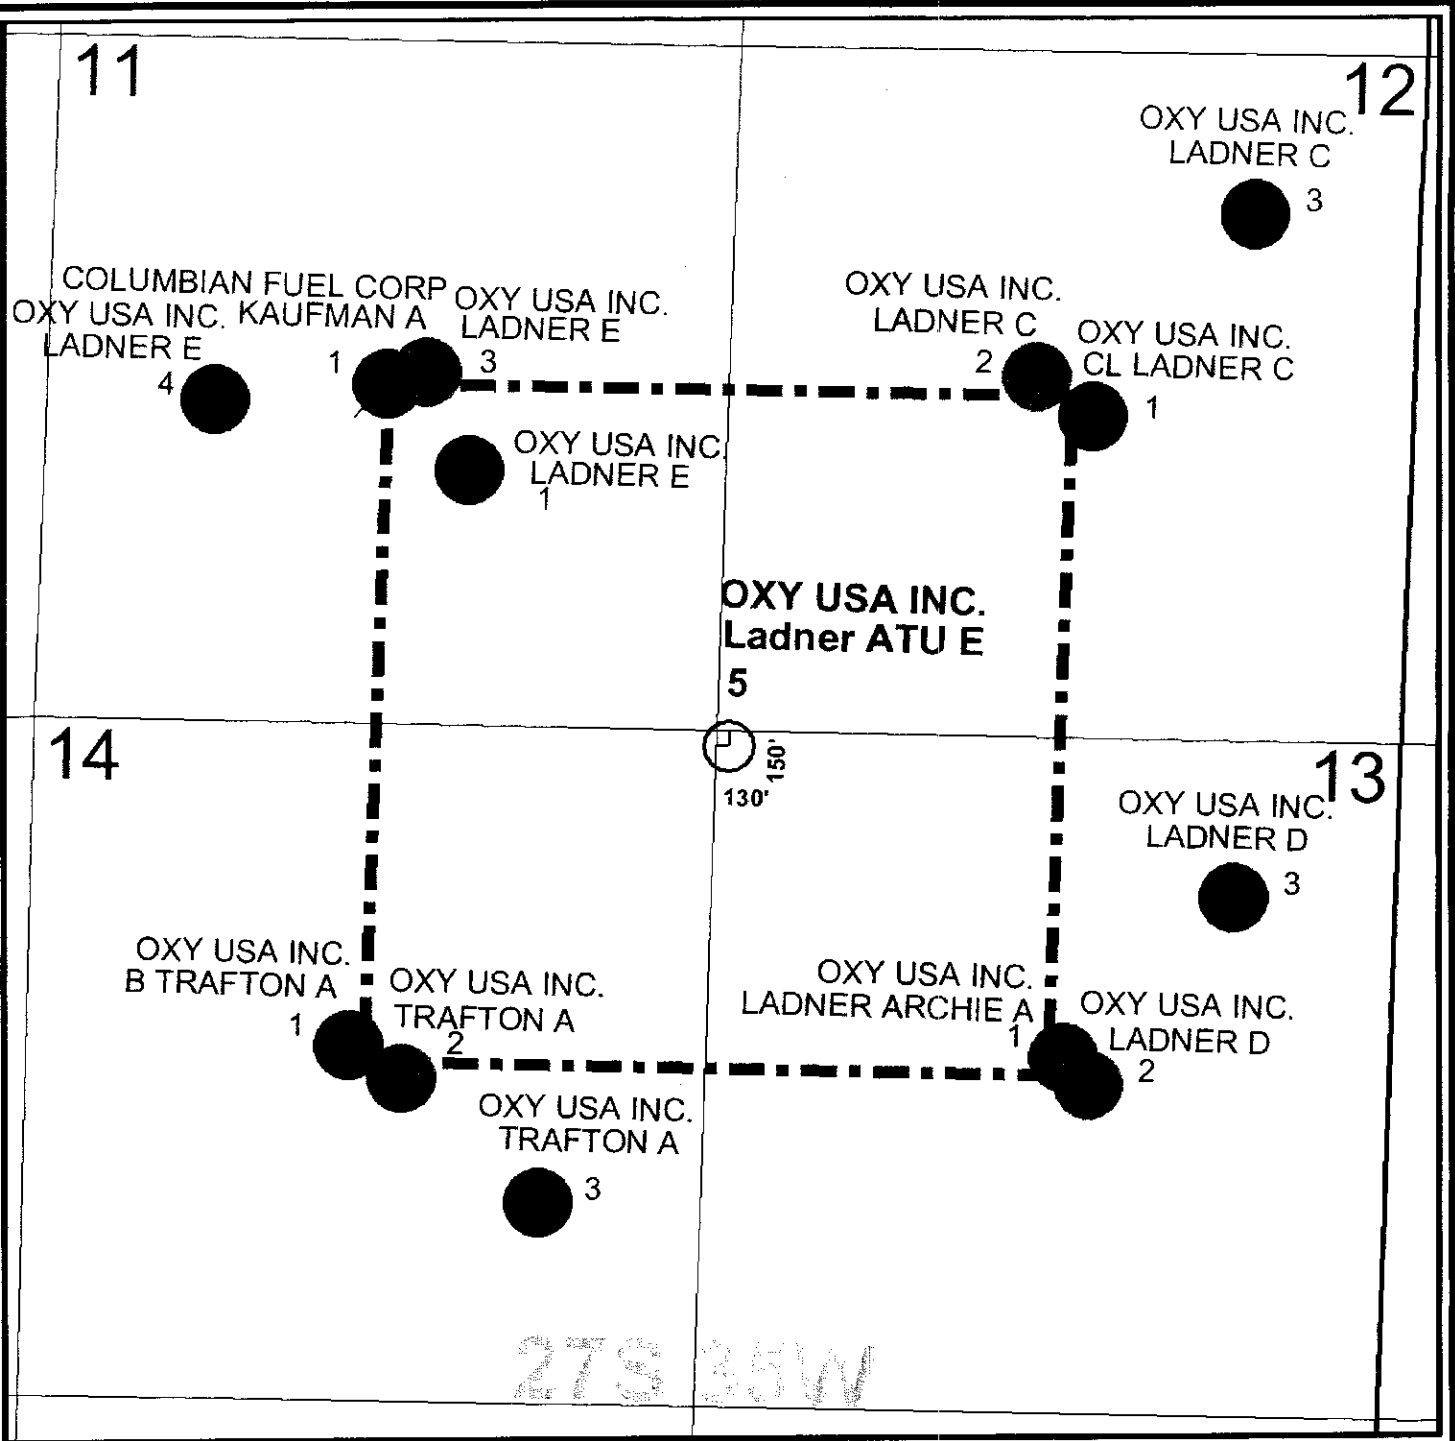 11
12
OXY USA INC.
LADNER C
3
COLUMBIAN FUEL CORP
KAUFMAN A
1
OXY USA INC.
LADNER E
4
OXY USA INC.
LADNER E
3
OXY USA INC.
LADNER C
2
OXY USA INC.
CL LADNER C
1
OXY USA INC.
LADNER E
1
OXY USA INC.
Ladner ATU E
5
150'
130'
14
13
OXY USA INC.
LADNER D
3
OXY USA INC.
B TRAFTON A
1
OXY USA INC.
TRAFTON A
2
OXY USA INC.
LADNER ARCHIE A
1
OXY USA INC.
LADNER D
2
OXY USA INC.
TRAFTON A
3
27S 35W